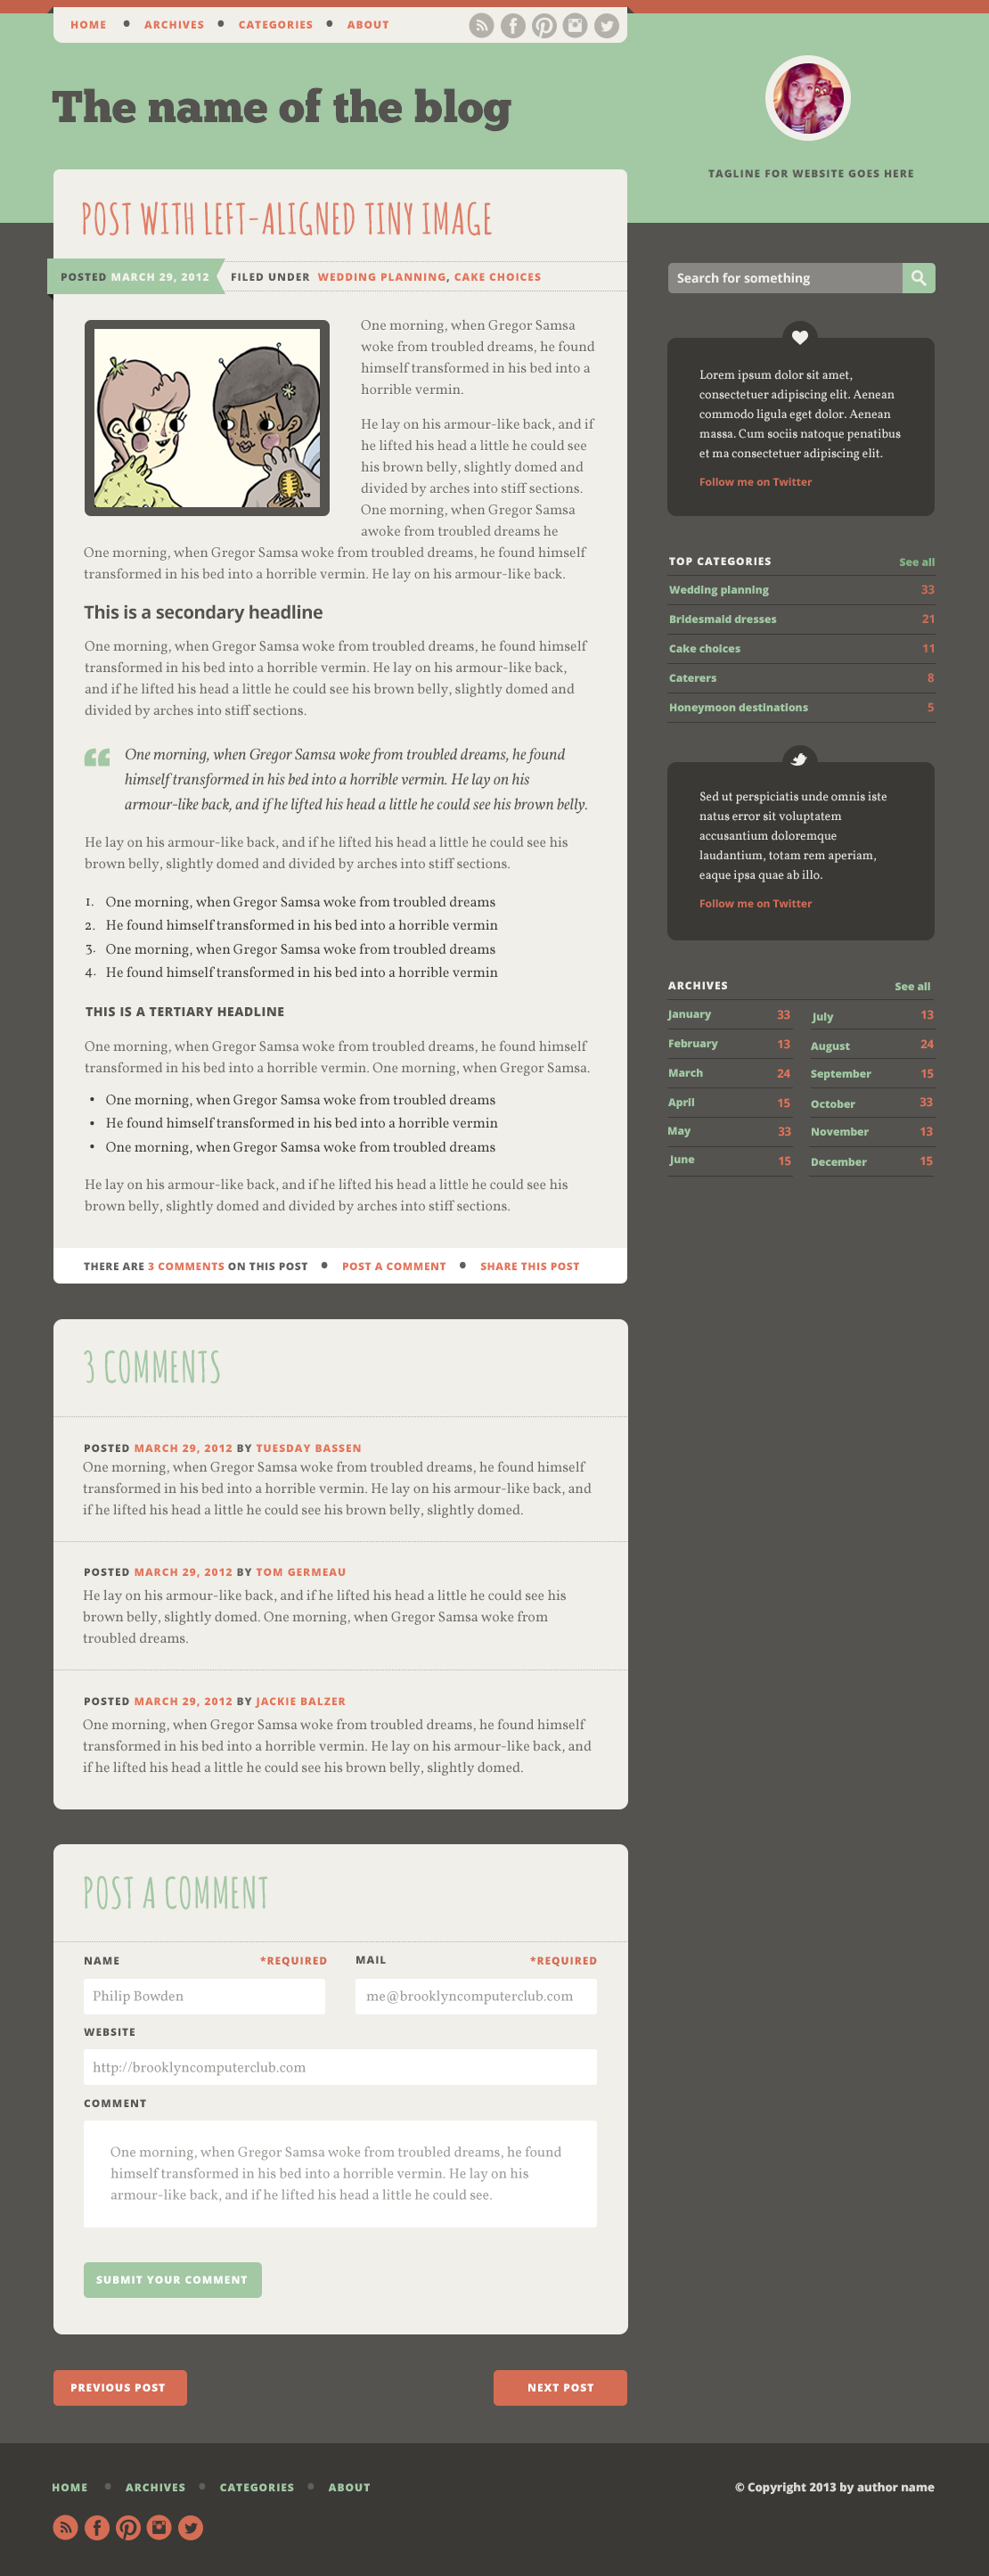 HOME • ARCHIVES • CATEGORIES • ABOUT
The name of the blog
TAGLINE FOR WEBSITE GOES HERE
POST WITH LEFT-ALIGNED TINY IMAGE
POSTED MARCH 29, 2012 FILED UNDER WEDDING PLANNING, CAKE CHOICES
One morning, when Gregor Samsa
woke from troubled dreams, he found
himself transformed in his bed into a
horrible vermin.
He lay on his armour-like back, and if
he lifted his head a little he could see
his brown belly, slightly domed and
divided by arches into stiff sections.
One morning, when Gregor Samsa
awoke from troubled dreams he
One morning, when Gregor Samsa woke from troubled dreams, he found himself
transformed in his bed into a horrible vermin. He lay on his armour-like back.
This is a secondary headline
One morning, when Gregor Samsa woke from troubled dreams, he found himself
transformed in his bed into a horrible vermin. He lay on his armour-like back,
and if he lifted his head a little he could see his brown belly, slightly domed and
divided by arches into stiff sections.
“ One morning, when Gregor Samsa woke from troubled dreams, he found
himself transformed in his bed into a horrible vermin. He lay on his
armour-like back, and if he lifted his head a little he could see his brown belly.
He lay on his armour-like back, and if he lifted his head a little he could see his
brown belly, slightly domed and divided by arches into stiff sections.
1. One morning, when Gregor Samsa woke from troubled dreams
2. He found himself transformed in his bed into a horrible vermin
3. One morning, when Gregor Samsa woke from troubled dreams
4. He found himself transformed in his bed into a horrible vermin
THIS IS A TERTIARY HEADLINE
One morning, when Gregor Samsa woke from troubled dreams, he found himself
transformed in his bed into a horrible vermin. One morning, when Gregor Samsa.
• One morning, when Gregor Samsa woke from troubled dreams
• He found himself transformed in his bed into a horrible vermin
• One morning, when Gregor Samsa woke from troubled dreams
He lay on his armour-like back, and if he lifted his head a little he could see his
brown belly, slightly domed and divided by arches into stiff sections.
THERE ARE 3 COMMENTS ON THIS POST • POST A COMMENT • SHARE THIS POST
Search for something
Lorem ipsum dolor sit amet,
consectetuer adipiscing elit. Aenean
commodo ligula eget dolor. Aenean
massa. Cum sociis natoque penatibus
et ma consectetuer adipiscing elit.
Follow me on Twitter
TOP CATEGORIES See all
Wedding planning 33
Bridesmaid dresses 21
Cake choices 11
Caterers 8
Honeymoon destinations 5
Sed ut perspiciatis unde omnis iste
natus error sit voluptatem
accusantium doloremque
laudantium, totam rem aperiam,
eaque ipsa quae ab illo.
Follow me on Twitter
ARCHIVES See all
January 33 July 13
February 13 August 24
March 24 September 15
April 15 October 33
May 33 November 13
June 15 December 15
3 COMMENTS
POSTED MARCH 29, 2012 BY TUESDAY BASSEN
One morning, when Gregor Samsa woke from troubled dreams, he found himself
transformed in his bed into a horrible vermin. He lay on his armour-like back, and
if he lifted his head a little he could see his brown belly, slightly domed.
POSTED MARCH 29, 2012 BY TOM GERMEAU
He lay on his armour-like back, and if he lifted his head a little he could see his
brown belly, slightly domed. One morning, when Gregor Samsa woke from
troubled dreams.
POSTED MARCH 29, 2012 BY JACKIE BALZER
One morning, when Gregor Samsa woke from troubled dreams, he found himself
transformed in his bed into a horrible vermin. He lay on his armour-like back, and
if he lifted his head a little he could see his brown belly, slightly domed.
POST A COMMENT
NAME *REQUIRED MAIL *REQUIRED
Philip Bowden me@brooklyncomputerclub.com
WEBSITE
http://brooklyncomputerclub.com
COMMENT
One morning, when Gregor Samsa woke from troubled dreams, he found
himself transformed in his bed into a horrible vermin. He lay on his
armour-like back, and if he lifted his head a little he could see.
SUBMIT YOUR COMMENT
PREVIOUS POST NEXT POST
HOME • ARCHIVES • CATEGORIES • ABOUT
© Copyright 2013 by author name